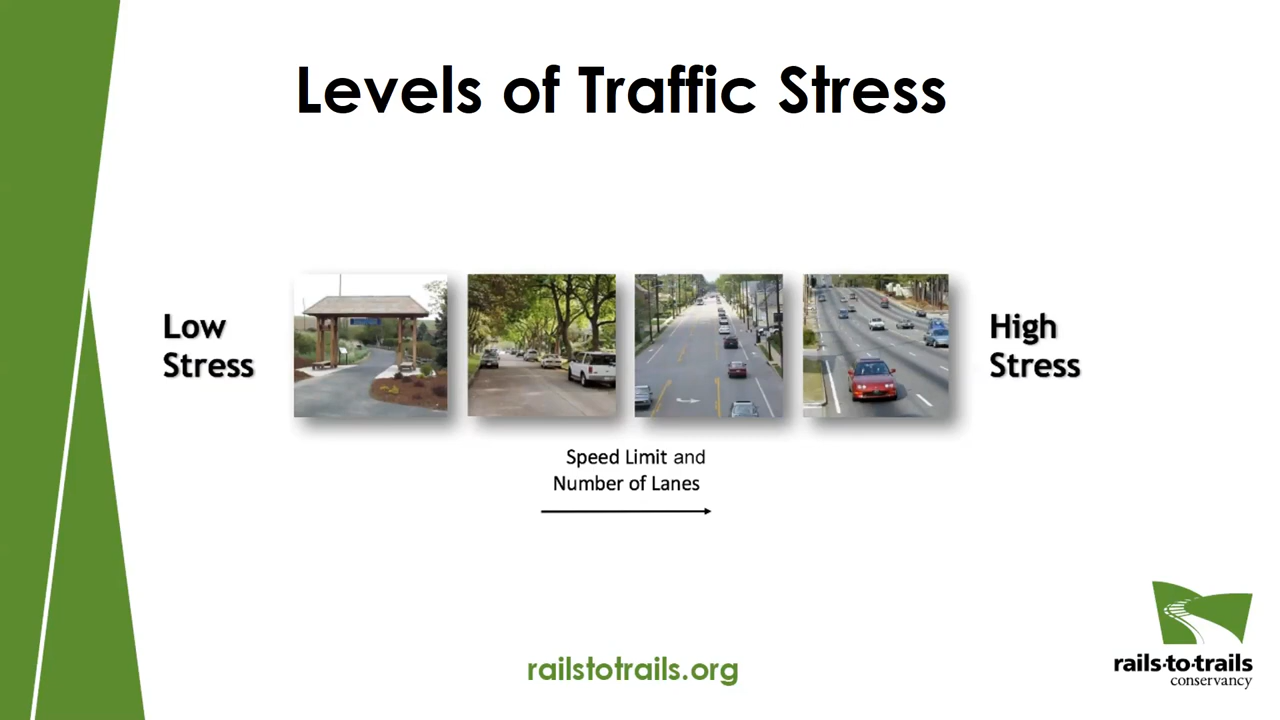 Levels of Traffic Stress
Low
Stress
High
Stress
Speed Limit and
Number of Lanes
railstotrails.org
rails·to·trails
conservancy